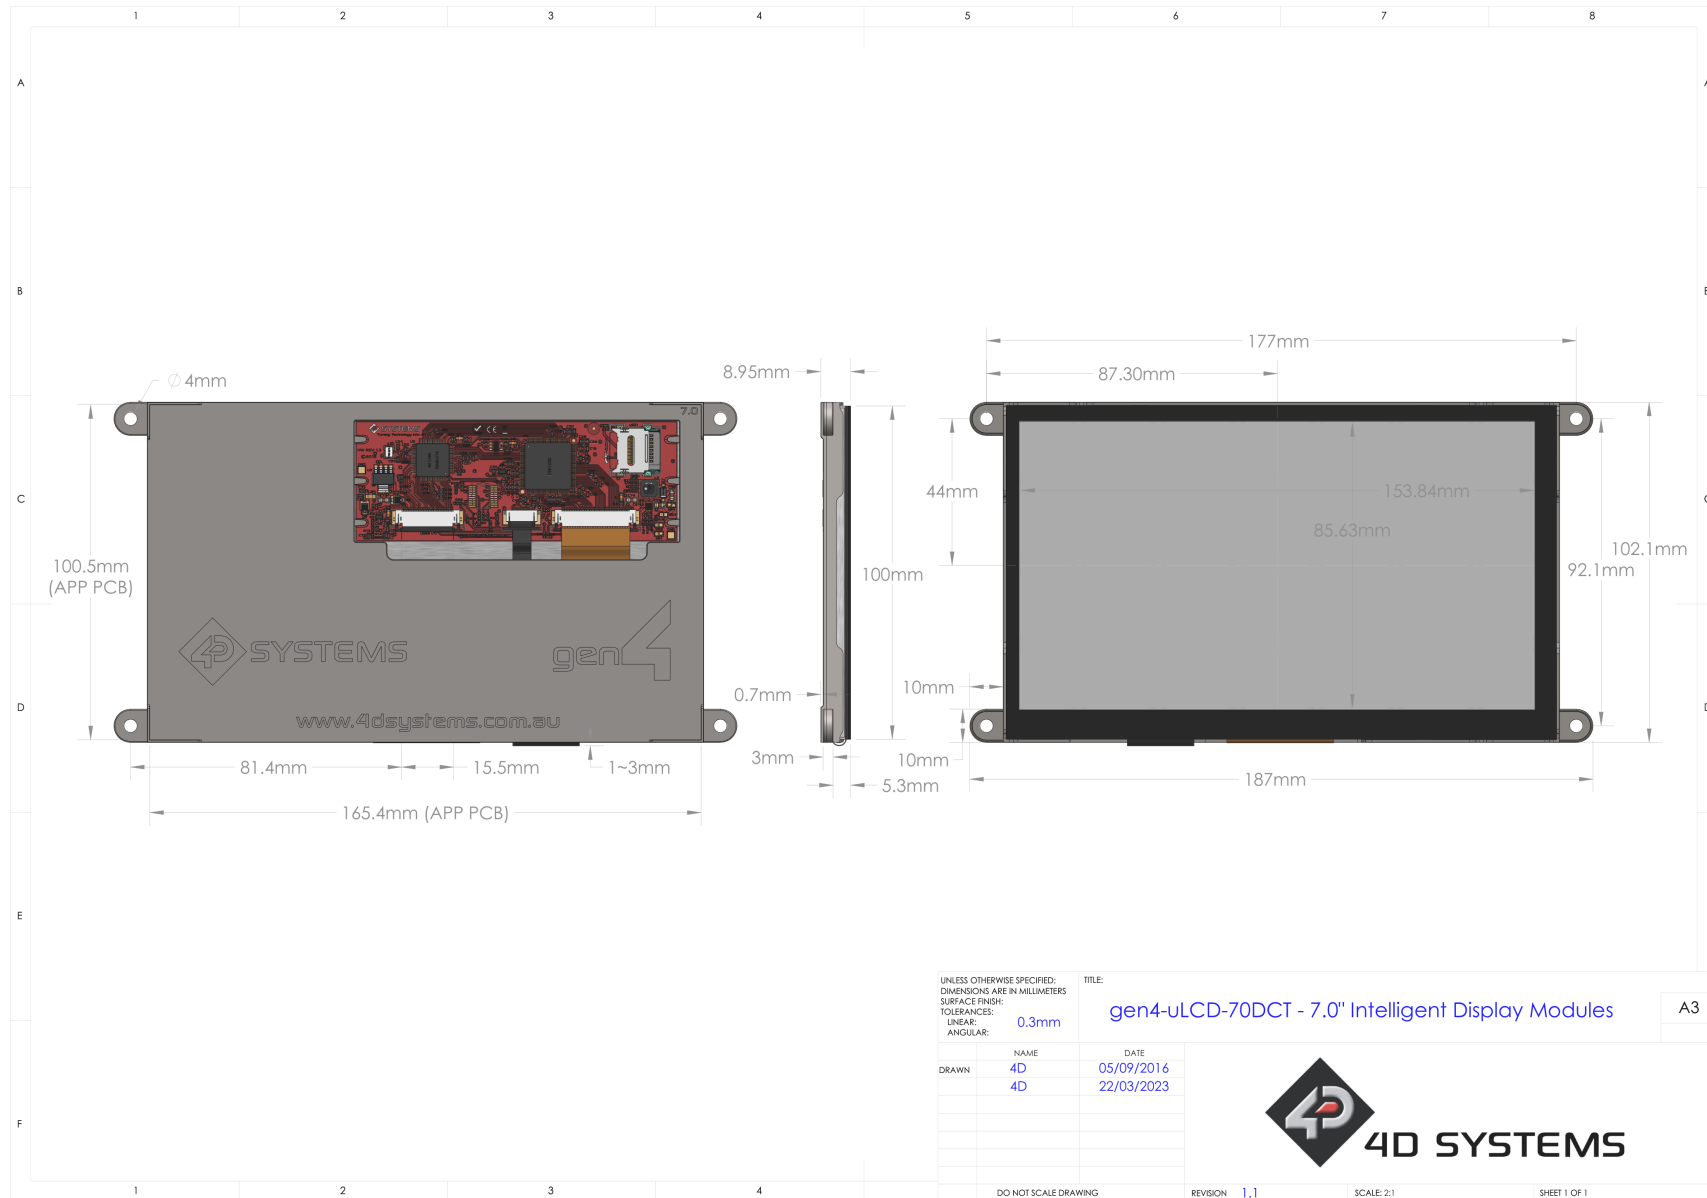 1 2 3 4 5 6 7 8
A
B
C
D
E
F
177mm
87.30mm
8.95mm
Ø 4mm
7.0
SYSTEMS
44mm
153.84mm
85.63mm
102.1mm
92.1mm
100.5mm
(APP PCB)
100mm
SYSTEMS
gen4
www.4dsystems.com.au
0.7mm
10mm
3mm
10mm
5.3mm
187mm
81.4mm
15.5mm
1~3mm
165.4mm (APP PCB)
UNLESS OTHERWISE SPECIFIED:
DIMENSIONS ARE IN MILLIMETERS
SURFACE FINISH:
TOLERANCES:
LINEAR: 0.3mm
ANGULAR:
TITLE:
gen4-uLCD-70DCT - 7.0" Intelligent Display Modules
A3
NAME DATE
DRAWN 4D 05/09/2016
4D 22/03/2023
4D SYSTEMS
DO NOT SCALE DRAWING
REVISION 1.1
SCALE: 2:1
SHEET 1 OF 1
1 2 3 4